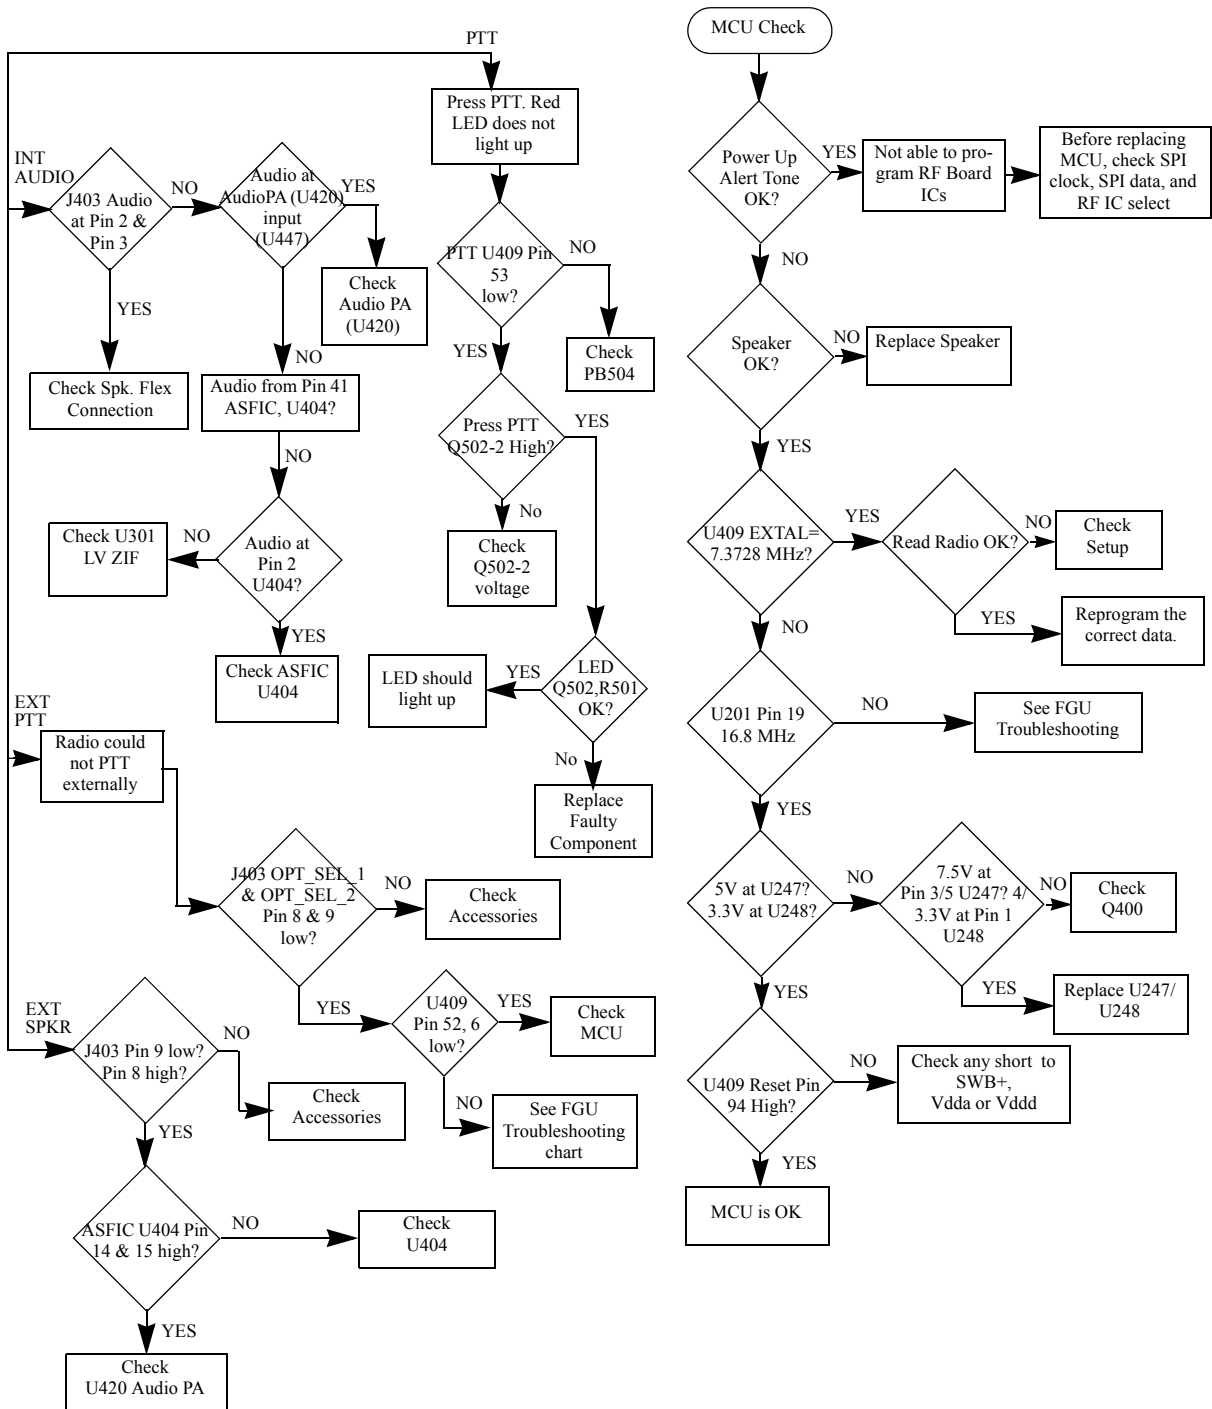 PTT
Press PTT. Red
LED does not
light up
INT
AUDIO
J403 Audio
at Pin 2 &
Pin 3
NO
Audio at
AudioPA (U420)
input
(U447)
YES
Check
Audio PA
(U420)
YES
Check Spk. Flex
Connection
NO
Audio from Pin 41
ASFIC, U404?
NO
Audio at
Pin 2
U404?
NO
Check U301
LV ZIF
YES
Check ASFIC
U404
PTT U409 Pin
53
low?
NO
Check
PB504
YES
Press PTT
Q502-2 High?
YES
No
Check
Q502-2
voltage
LED
Q502,R501
OK?
YES
LED should
light up
No
Replace
Faulty
Component
EXT
PTT
Radio could
not PTT
externally
J403 OPT_SEL_1
& OPT_SEL_2
Pin 8 & 9
low?
NO
Check
Accessories
YES
U409
Pin 52, 6
low?
YES
Check
MCU
NO
See FGU
Troubleshooting
chart
EXT
SPKR
J403 Pin 9 low?
Pin 8 high?
NO
Check
Accessories
YES
ASFIC U404 Pin
14 & 15 high?
NO
Check
U404
YES
Check
U420 Audio PA
MCU Check
Power Up
Alert Tone
OK?
YES
Not able to pro-
gram RF Board
ICs
Before replacing
MCU, check SPI
clock, SPI data, and
RF IC select
NO
Speaker
OK?
NO
Replace Speaker
YES
U409 EXTAL=
7.3728 MHz?
YES
Read Radio OK?
NO
Check
Setup
YES
Reprogram the
correct data.
NO
U201 Pin 19
16.8 MHz
NO
See FGU
Troubleshooting
YES
5V at U247?
3.3V at U248?
NO
7.5V at
Pin 3/5 U247? 4/
3.3V at Pin 1
U248
NO
Check
Q400
YES
Replace U247/
U248
YES
U409 Reset Pin
94 High?
NO
Check any short to
SWB+,
Vdda or Vddd
YES
MCU is OK